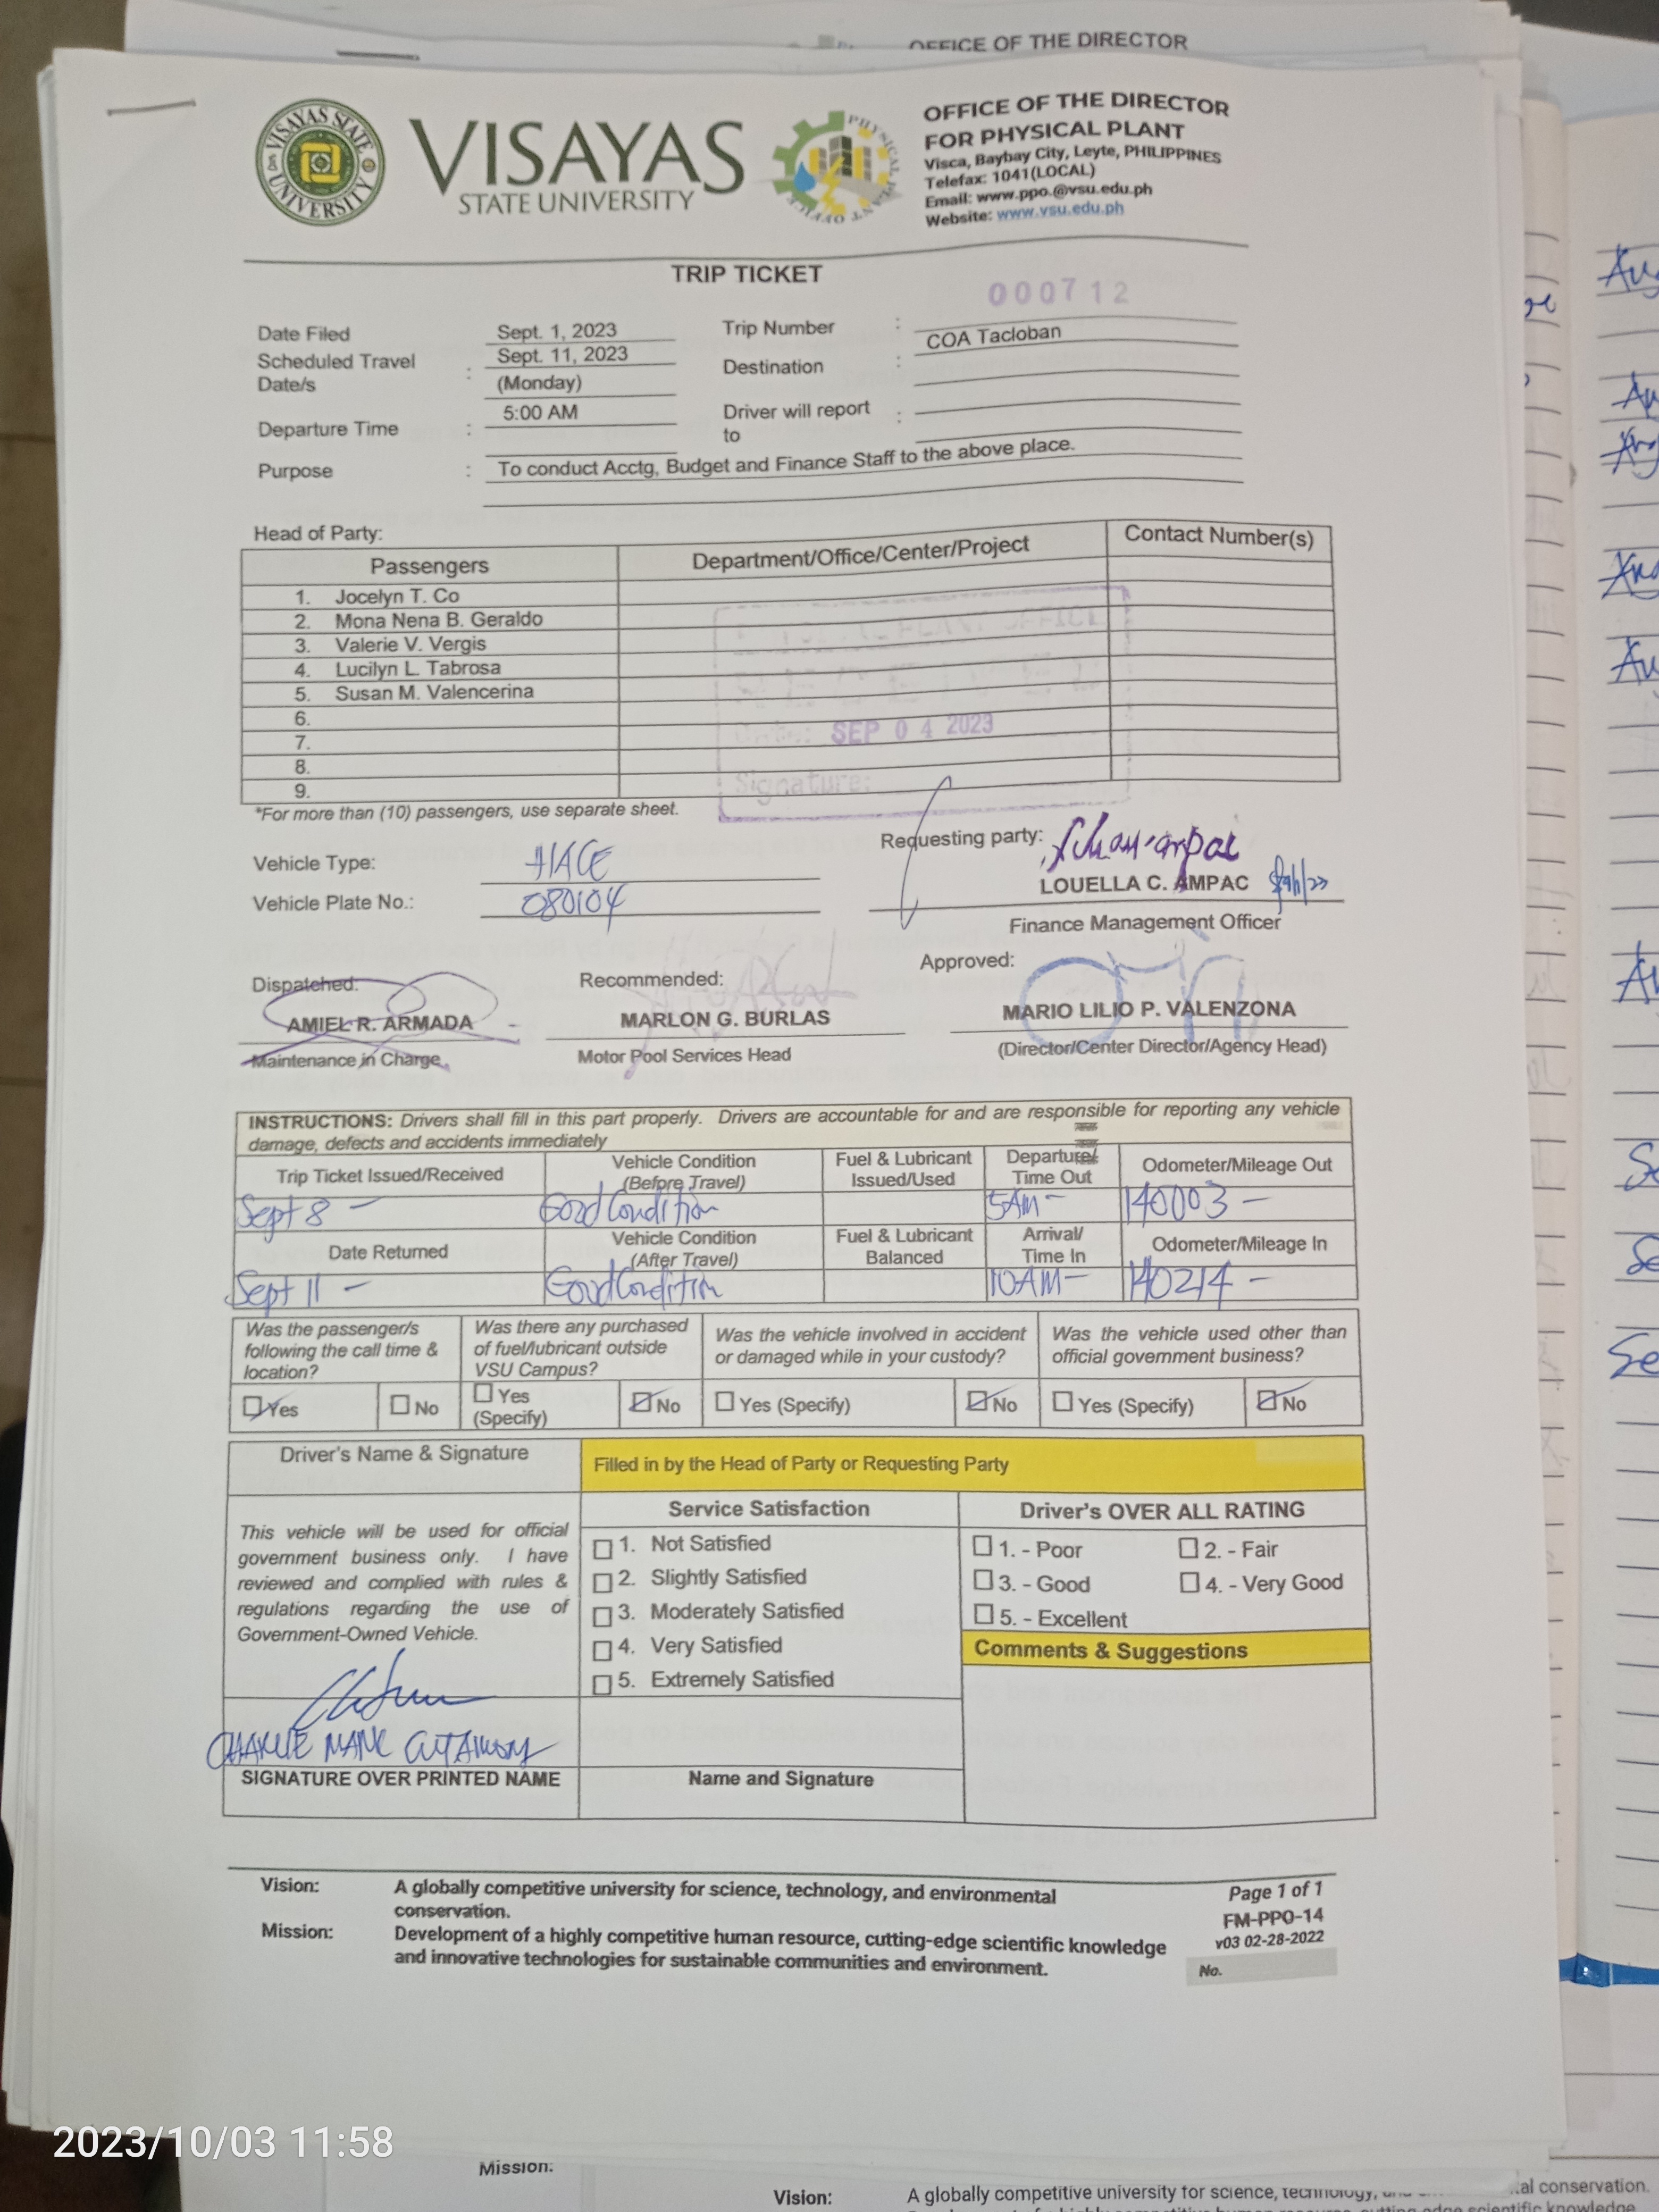 OFFICE OF THE DIRECTOR
VISAYAS STATE UNIVERSITY
VISAYAS
STATE UNIVERSITY
PHYSICAL PLANT OFFICE
OFFICE OF THE DIRECTOR
FOR PHYSICAL PLANT
Visca, Baybay City, Leyte, PHILIPPINES
Telefax: 1041(LOCAL)
Email: www.ppo.@vsu.edu.ph
Website: www.vsu.edu.ph
TRIP TICKET
000712
Date Filed Sept. 1, 2023 Trip Number :
Scheduled Travel Date/s : Sept. 11, 2023 (Monday) Destination : COA Tacloban
Departure Time : 5:00 AM Driver will report to :
Purpose : To conduct Acctg, Budget and Finance Staff to the above place.
Head of Party:
Passengers Department/Office/Center/Project Contact Number(s)
1. Jocelyn T. Co
2. Mona Nena B. Geraldo
3. Valerie V. Vergis
4. Lucilyn L. Tabrosa
5. Susan M. Valencerina
6.
7.
8.
9.
PLANT OFFICE
Date: SEP 04 2023
Signature:
*For more than (10) passengers, use separate sheet.
Vehicle Type: HIACE
Vehicle Plate No.: 080104
Requesting party:
LOUELLA C. AMPAC
Finance Management Officer
Dispatched: Recommended: Approved:
AMIEL R. ARMADA MARLON G. BURLAS MARIO LILIO P. VALENZONA
Maintenance in Charge Motor Pool Services Head (Director/Center Director/Agency Head)
INSTRUCTIONS: Drivers shall fill in this part properly. Drivers are accountable for and are responsible for reporting any vehicle
damage, defects and accidents immediately
Trip Ticket Issued/Received Vehicle Condition (Before Travel) Fuel & Lubricant Issued/Used Departure/ Time Out Odometer/Mileage Out
Sept 8 - Good Condition 5AM - 140003 -
Date Returned Vehicle Condition (After Travel) Fuel & Lubricant Balanced Arrival/ Time In Odometer/Mileage In
Sept 11 - Good Condition 10AM - 140214 -
Was the passenger/s following the call time & location? Was there any purchased of fuel/lubricant outside VSU Campus? Was the vehicle involved in accident or damaged while in your custody? Was the vehicle used other than official government business?
Yes No Yes (Specify) No Yes (Specify) No Yes (Specify) No
Driver's Name & Signature Filled in by the Head of Party or Requesting Party
This vehicle will be used for official
government business only. I have
reviewed and complied with rules &
regulations regarding the use of
Government-Owned Vehicle.
SIGNATURE OVER PRINTED NAME
Service Satisfaction
1. Not Satisfied
2. Slightly Satisfied
3. Moderately Satisfied
4. Very Satisfied
5. Extremely Satisfied
Name and Signature
Driver's OVER ALL RATING
1. - Poor 2. - Fair
3. - Good 4. - Very Good
5. - Excellent
Comments & Suggestions
Vision: A globally competitive university for science, technology, and environmental
conservation.
Mission: Development of a highly competitive human resource, cutting-edge scientific knowledge
and innovative technologies for sustainable communities and environment.
Page 1 of 1
FM-PPO-14
v03 02-28-2022
No.
2023/10/03 11:58
Mission:
Vision: A globally competitive university for science, technology, conservation.